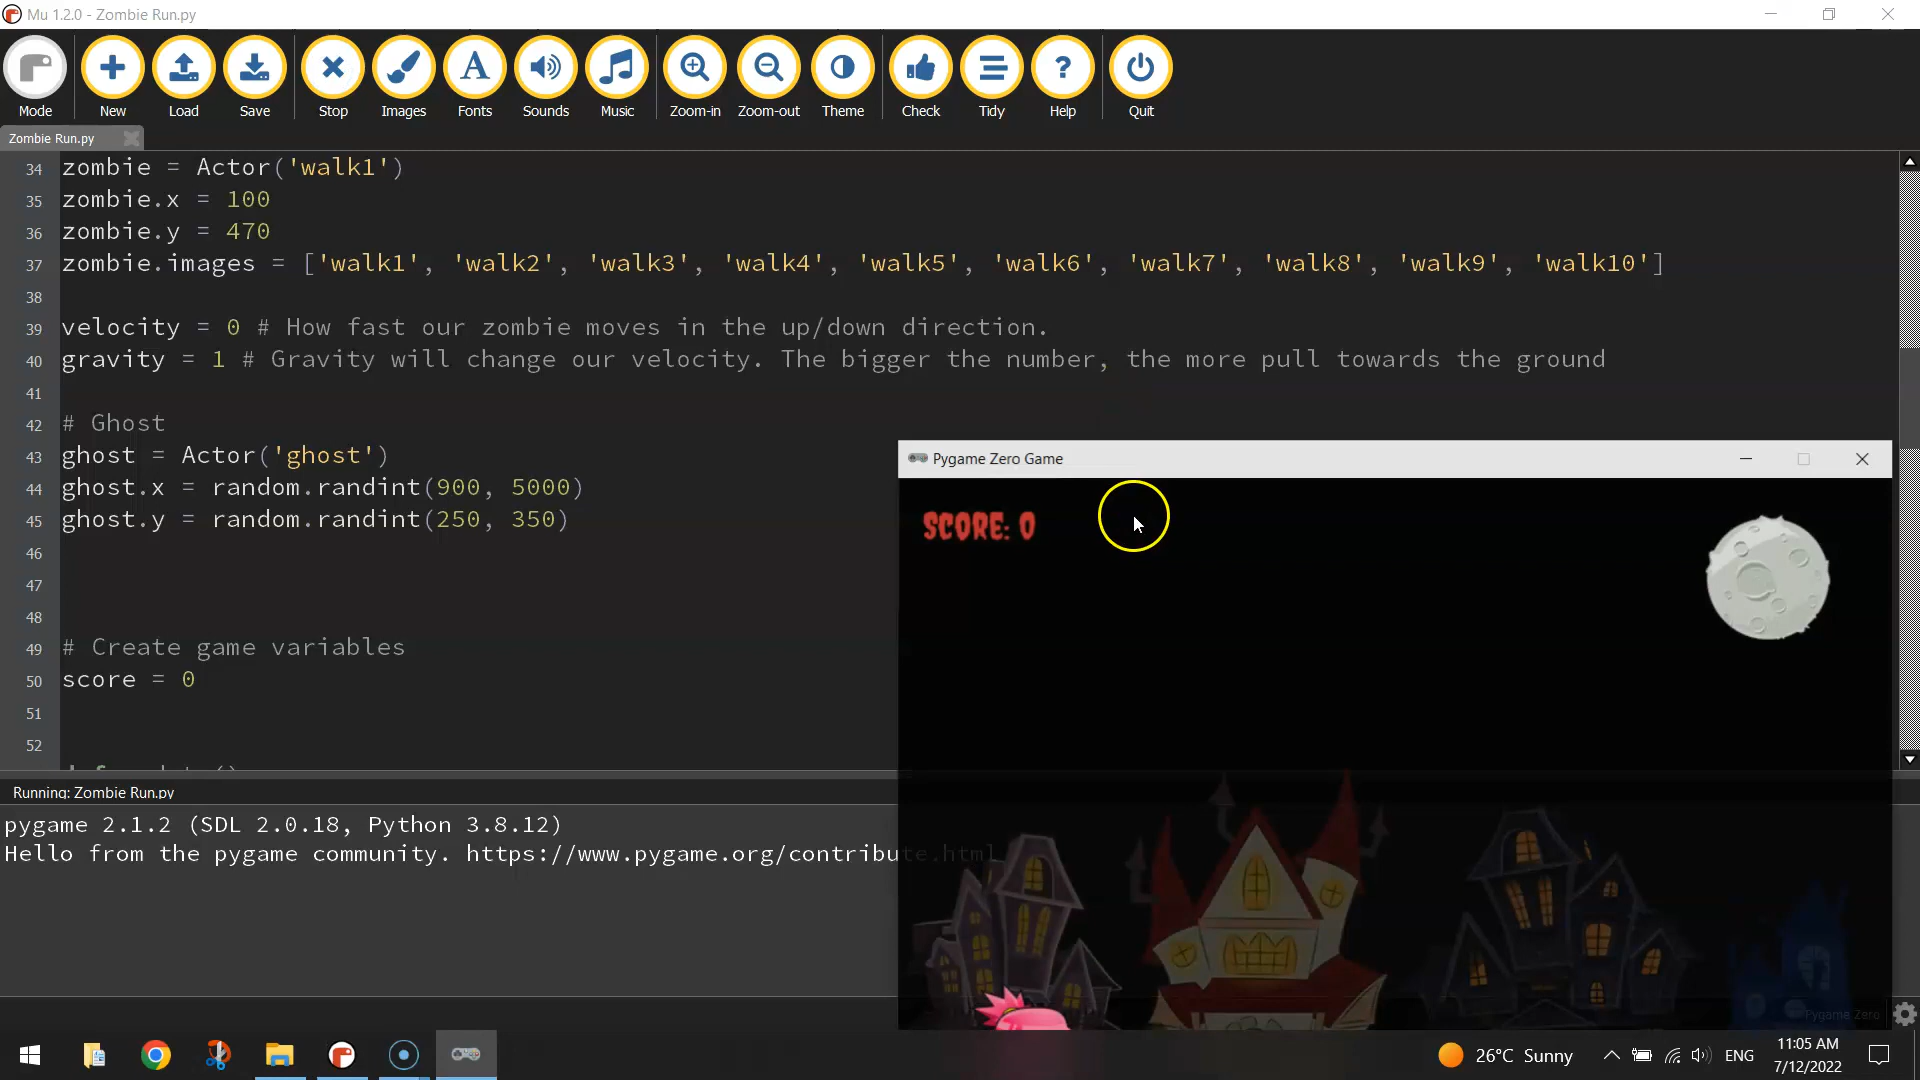 Mu 1.2.0 - Zombie Run.py
Mode New Load Save Stop Images Fonts Sounds Music Zoom-in Zoom-out Theme Check Tidy Help Quit
Zombie Run.py
34 zombie = Actor('walk1')
35 zombie.x = 100
36 zombie.y = 470
37 zombie.images = ['walk1', 'walk2', 'walk3', 'walk4', 'walk5', 'walk6', 'walk7', 'walk8', 'walk9', 'walk10']
38
39 velocity = 0 # How fast our zombie moves in the up/down direction.
40 gravity = 1 # Gravity will change our velocity. The bigger the number, the more pull towards the ground
41
42 # Ghost
43 ghost = Actor('ghost')
44 ghost.x = random.randint(900, 5000)
45 ghost.y = random.randint(250, 350)
46
47
48
49 # Create game variables
50 score = 0
51
52
Pygame Zero Game
SCORE: 0
Running: Zombie Run.py
pygame 2.1.2 (SDL 2.0.18, Python 3.8.12)
Hello from the pygame community. https://www.pygame.org/contribute.html
Pygame Zero
26°C Sunny
ENG
11:05 AM
7/12/2022